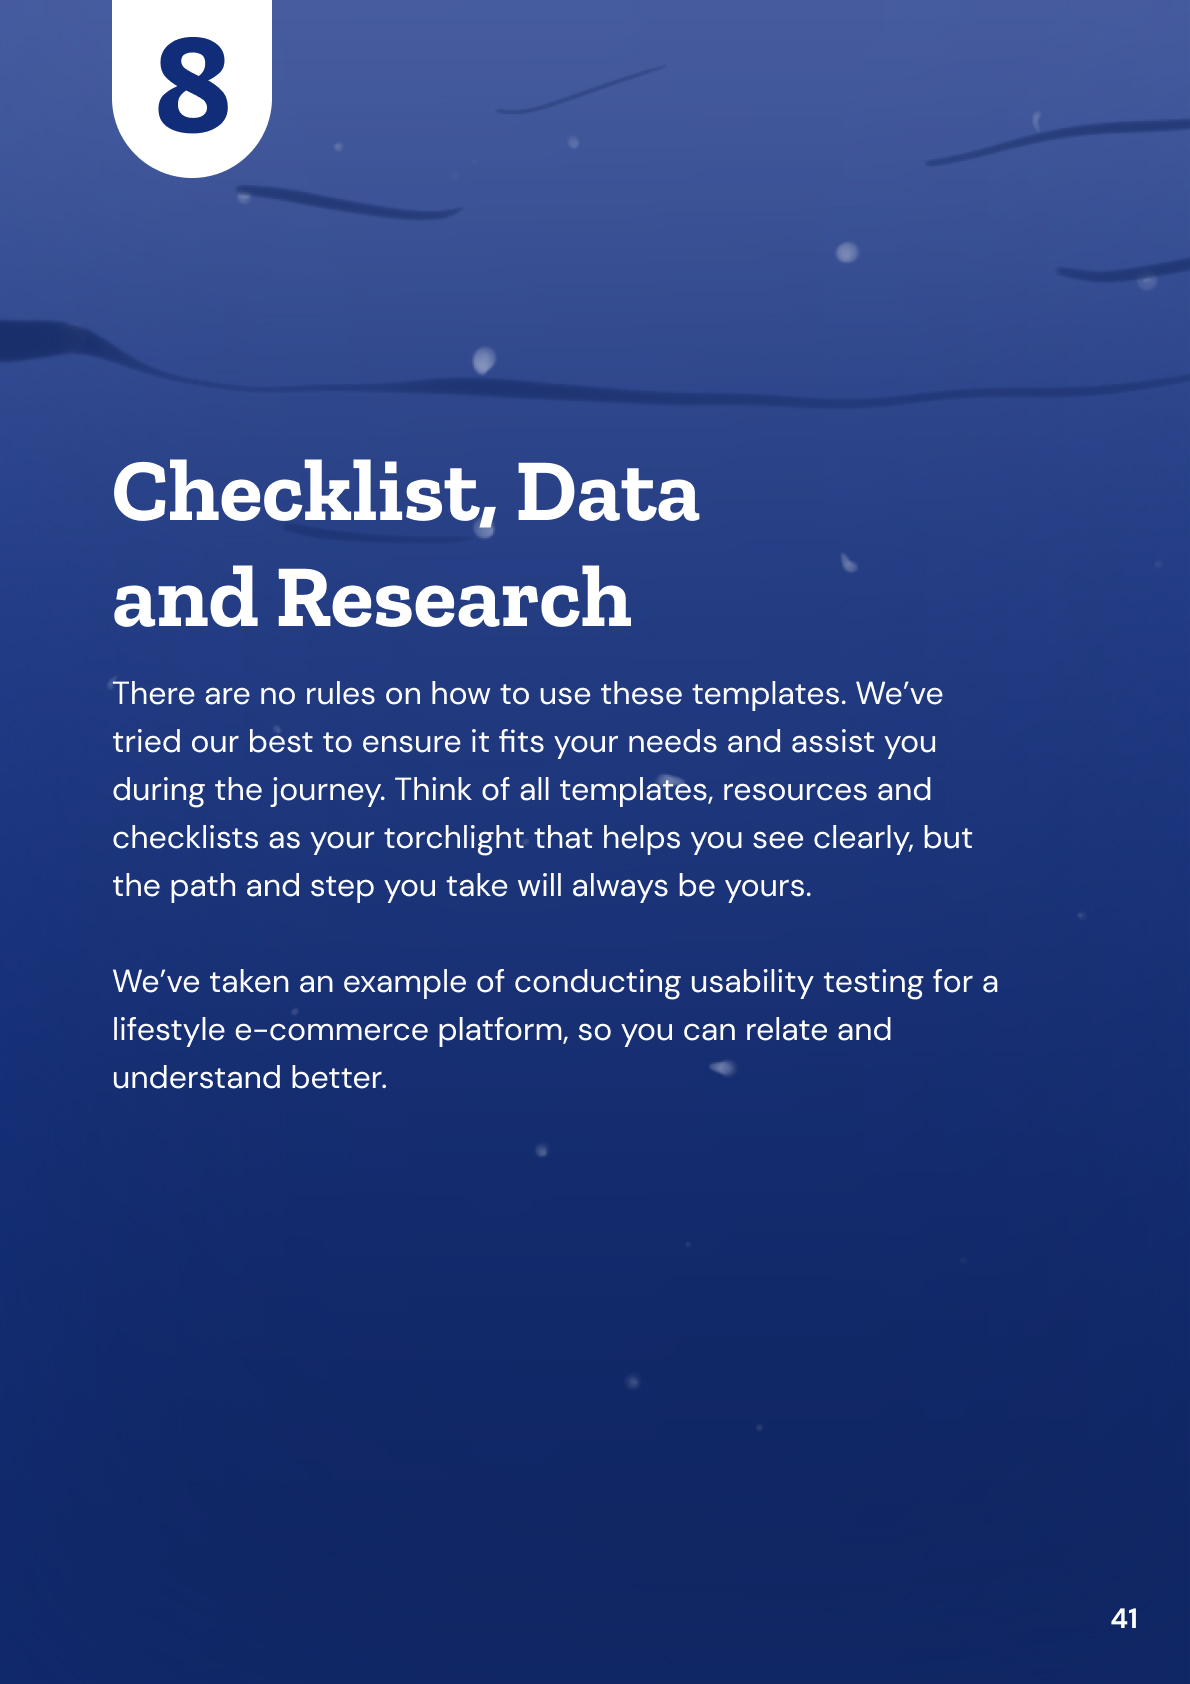 8
Checklist, Data
and Research
There are no rules on how to use these templates. We’ve
tried our best to ensure it fits your needs and assist you
during the journey. Think of all templates, resources and
checklists as your torchlight that helps you see clearly, but
the path and step you take will always be yours.
We’ve taken an example of conducting usability testing for a
lifestyle e-commerce platform, so you can relate and
understand better.
41